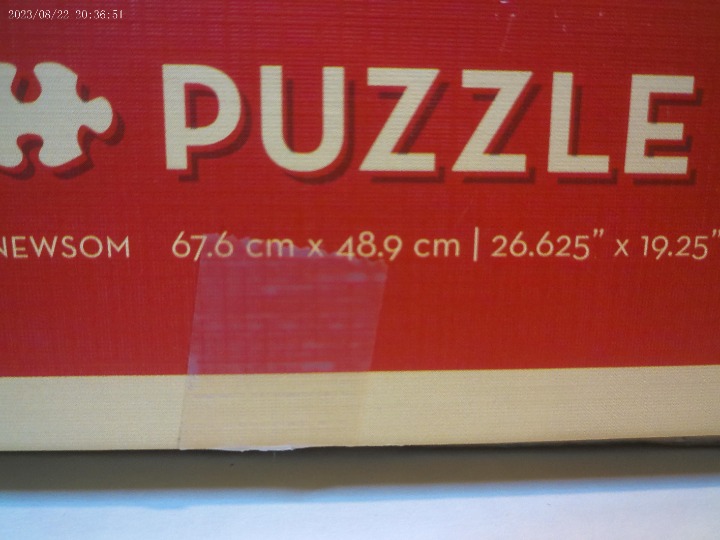 2023/08/22 20:36:51
PUZZLE
NEWSOM 67.6 cm x 48.9 cm | 26.625" x 19.25"